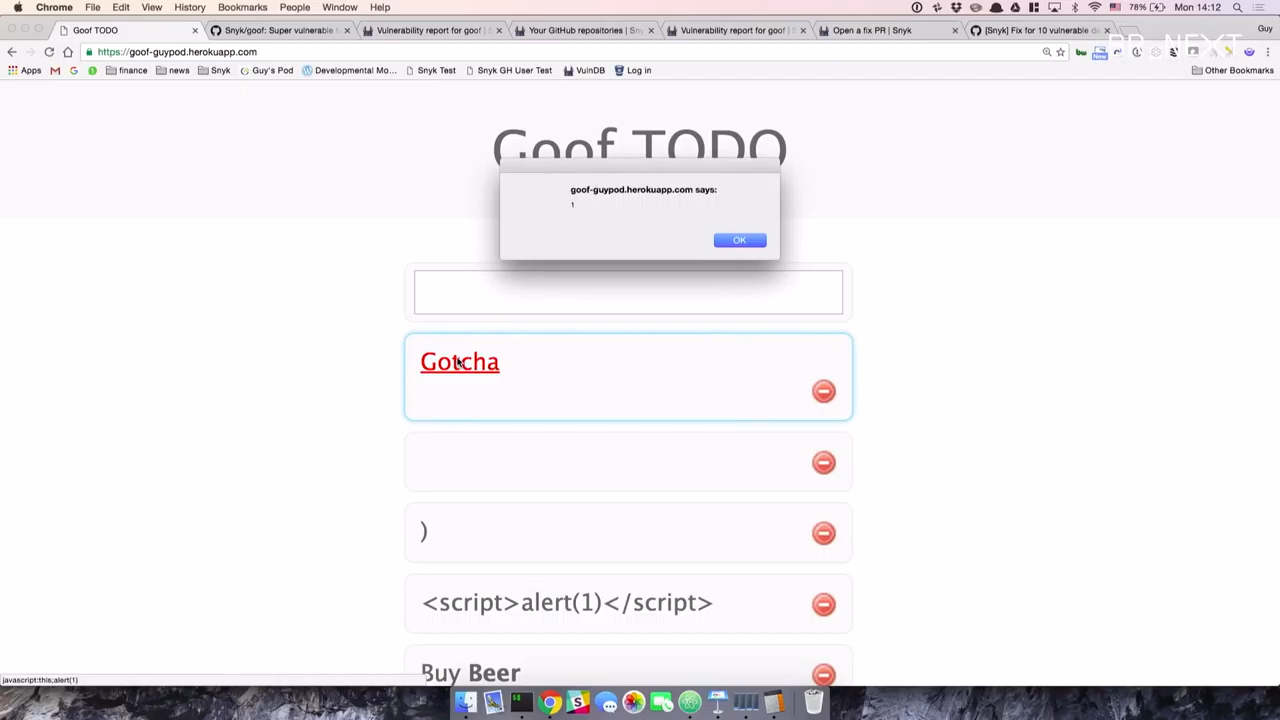 Chrome File Edit View History Bookmarks People Window Help 78% Mon 14:12
Goof TODO Snyk/goof: Super vulnerable Vulnerability report for goof | S Your GitHub repositories | Sny Vulnerability report for goof | Open a fix PR | Snyk [Snyk] Fix for 10 vulnerable de Guy
https://goof-guypod.herokuapp.com
Apps finance news Snyk Guy's Pod Developmental Mo... Snyk Test Snyk GH User Test VulnDB Log in Other Bookmarks
Goof TODO
goof-guypod.herokuapp.com says:
1
OK
Gotcha
)
<script>alert(1)</script>
Buy Beer
javascript:this;alert(1)